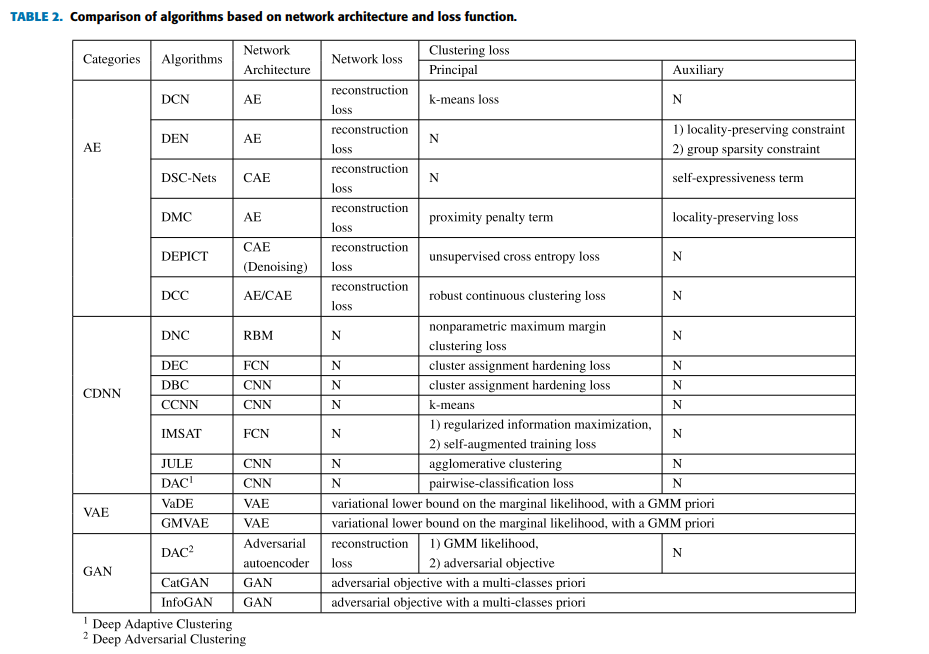 TABLE 2. Comparison of algorithms based on network architecture and loss function.
Categories Algorithms Network Architecture Network loss Clustering loss
Principal Auxiliary
AE
DCN AE reconstruction loss k-means loss N
DEN AE reconstruction loss N 1) locality-preserving constraint 2) group sparsity constraint
DSC-Nets CAE reconstruction loss N self-expressiveness term
DMC AE reconstruction loss proximity penalty term locality-preserving loss
DEPICT CAE (Denoising) reconstruction loss unsupervised cross entropy loss N
DCC AE/CAE reconstruction loss robust continuous clustering loss N
CDNN
DNC RBM N nonparametric maximum margin clustering loss N
DEC FCN N cluster assignment hardening loss N
DBC CNN N cluster assignment hardening loss N
CCNN CNN N k-means N
IMSAT FCN N 1) regularized information maximization, 2) self-augmented training loss N
JULE CNN N agglomerative clustering N
DAC¹ CNN N pairwise-classification loss N
VAE
VaDE VAE variational lower bound on the marginal likelihood, with a GMM priori
GMVAE VAE variational lower bound on the marginal likelihood, with a GMM priori
GAN
DAC² Adversarial autoencoder reconstruction loss 1) GMM likelihood, 2) adversarial objective N
CatGAN GAN adversarial objective with a multi-classes priori
InfoGAN GAN adversarial objective with a multi-classes priori
¹ Deep Adaptive Clustering
² Deep Adversarial Clustering